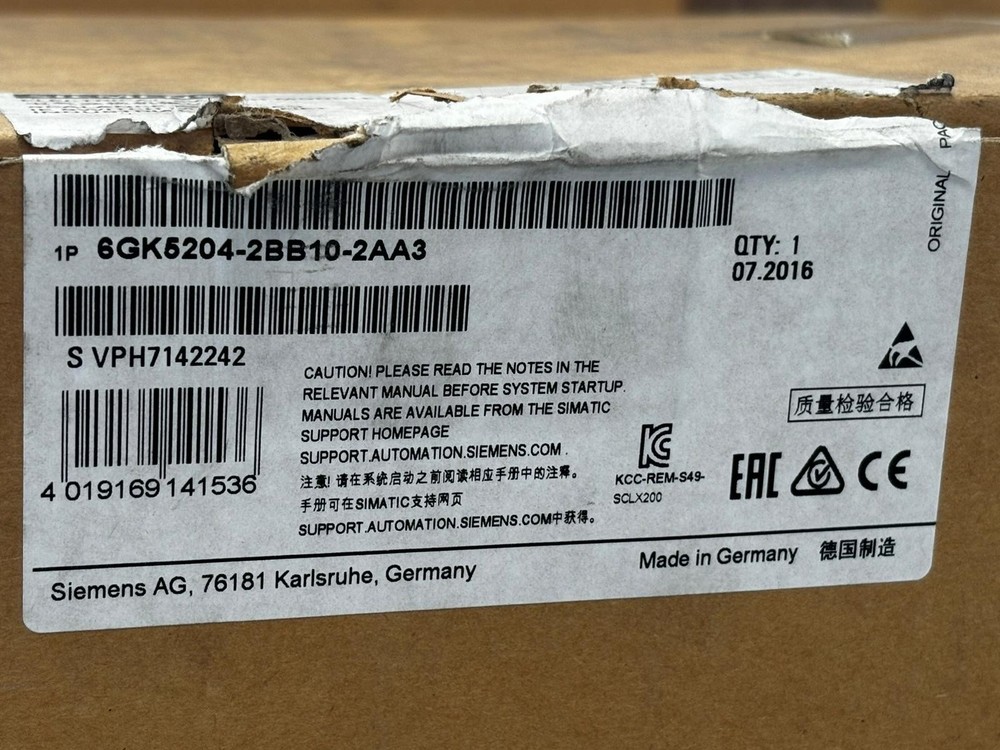 ORIGINAL
1P 6GK5204-2BB10-2AA3
QTY: 1
07.2016
S VPH7142242
4 019169 141536
CAUTION! PLEASE READ THE NOTES IN THE
RELEVANT MANUAL BEFORE SYSTEM STARTUP.
MANUALS ARE AVAILABLE FROM THE SIMATIC
SUPPORT HOMEPAGE
SUPPORT.AUTOMATION.SIEMENS.COM .
注意! 请在系统启动之前阅读相应手册中的注释。
手册可在SIMATIC支持网页
SUPPORT.AUTOMATION.SIEMENS.COM中获得。
KCC-REM-S49-
SCLX200
质量检验合格
EAC CE
Siemens AG, 76181 Karlsruhe, Germany
Made in Germany 德国制造